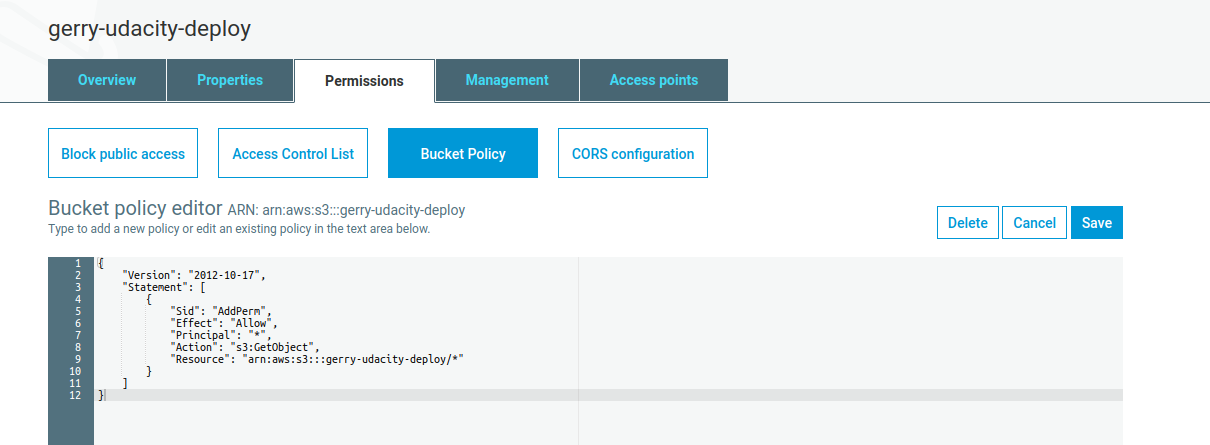 gerry-udacity-deploy
Overview Properties Permissions Management Access points
Block public access Access Control List Bucket Policy CORS configuration
Bucket policy editor ARN: arn:aws:s3:::gerry-udacity-deploy
Type to add a new policy or edit an existing policy in the text area below.
Delete Cancel Save
1 {
2 "Version": "2012-10-17",
3 "Statement": [
4 {
5 "Sid": "AddPerm",
6 "Effect": "Allow",
7 "Principal": "*",
8 "Action": "s3:GetObject",
9 "Resource": "arn:aws:s3:::gerry-udacity-deploy/*"
10 }
11 ]
12 }